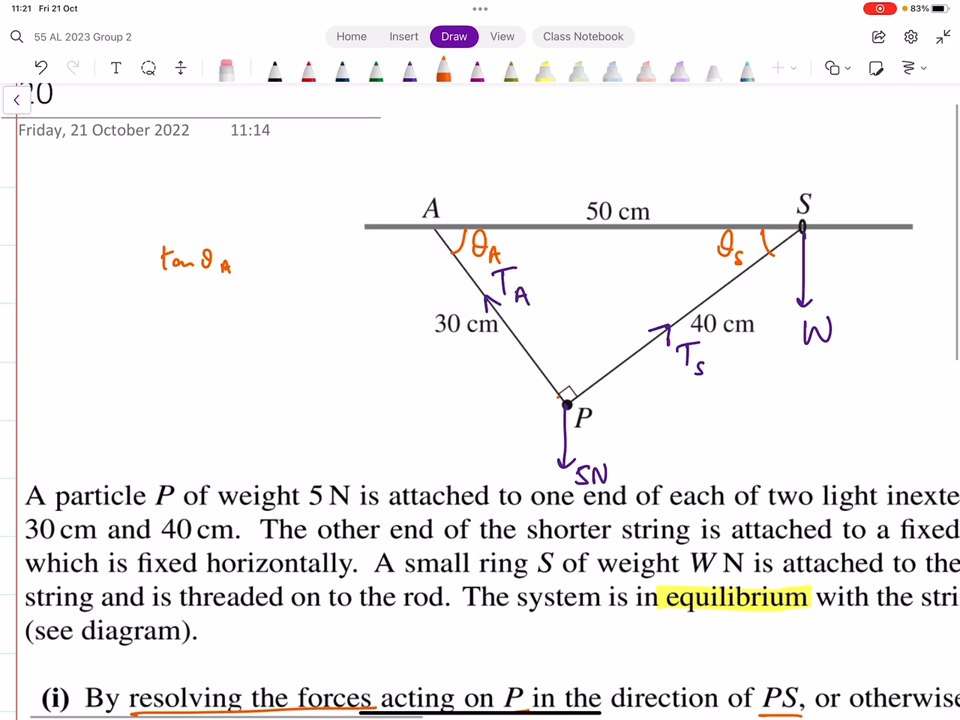 11:21 Fri 21 Oct
83%
55 AL 2023 Group 2
Home Insert Draw View Class Notebook
T
20
Friday, 21 October 2022 11:14
A 50 cm S
θA θS
tan θA
TA
30 cm 40 cm W
TS
P
5N
A particle P of weight 5 N is attached to one end of each of two light inexte
30 cm and 40 cm. The other end of the shorter string is attached to a fixed
which is fixed horizontally. A small ring S of weight W N is attached to the
string and is threaded on to the rod. The system is in equilibrium with the stri
(see diagram).
(i) By resolving the forces acting on P in the direction of PS, or otherwise